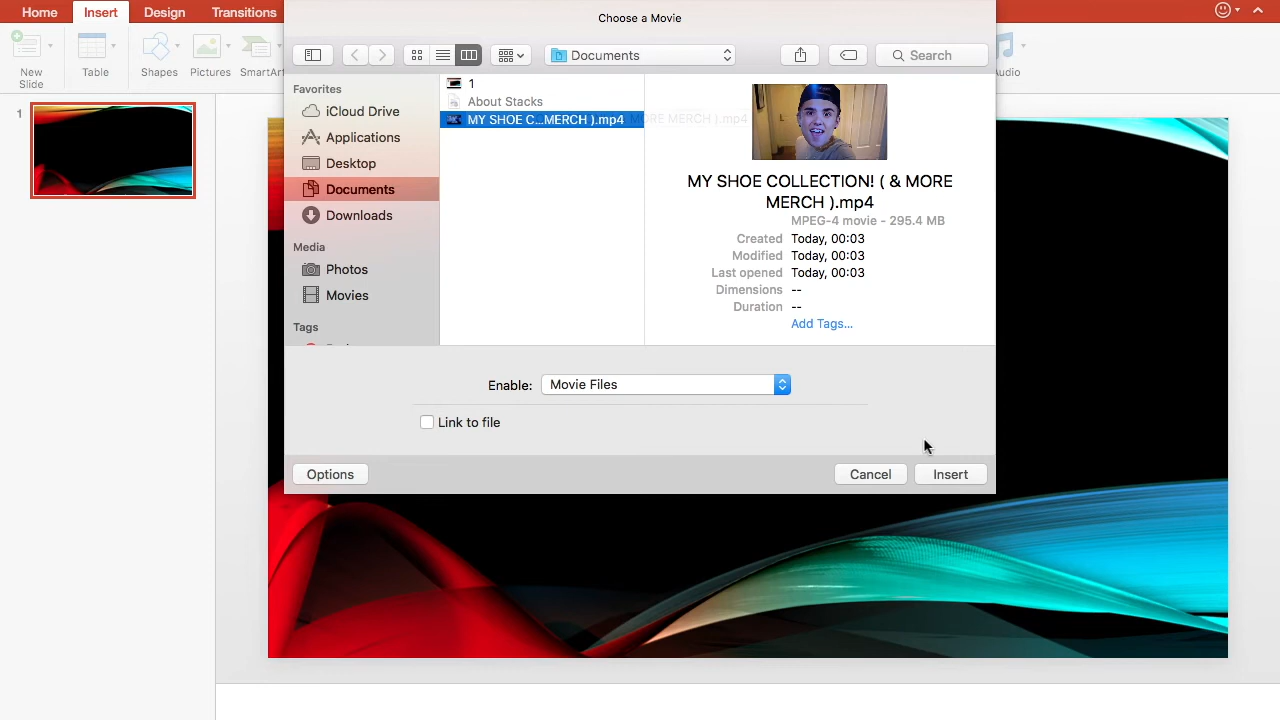 Home Insert Design Transitions
Choose a Movie
New
Slide
Table
Shapes
Pictures
SmartArt
Audio
Documents
Search
Favorites
iCloud Drive
Applications
Desktop
Documents
Downloads
Media
Photos
Movies
Tags
1
About Stacks
MY SHOE C...MERCH ).mp4
MORE MERCH ).mp4
MY SHOE COLLECTION! ( & MORE
MERCH ).mp4
MPEG-4 movie - 295.4 MB
Created Today, 00:03
Modified Today, 00:03
Last opened Today, 00:03
Dimensions --
Duration --
Add Tags...
Enable: Movie Files
Link to file
Options
Cancel
Insert
1